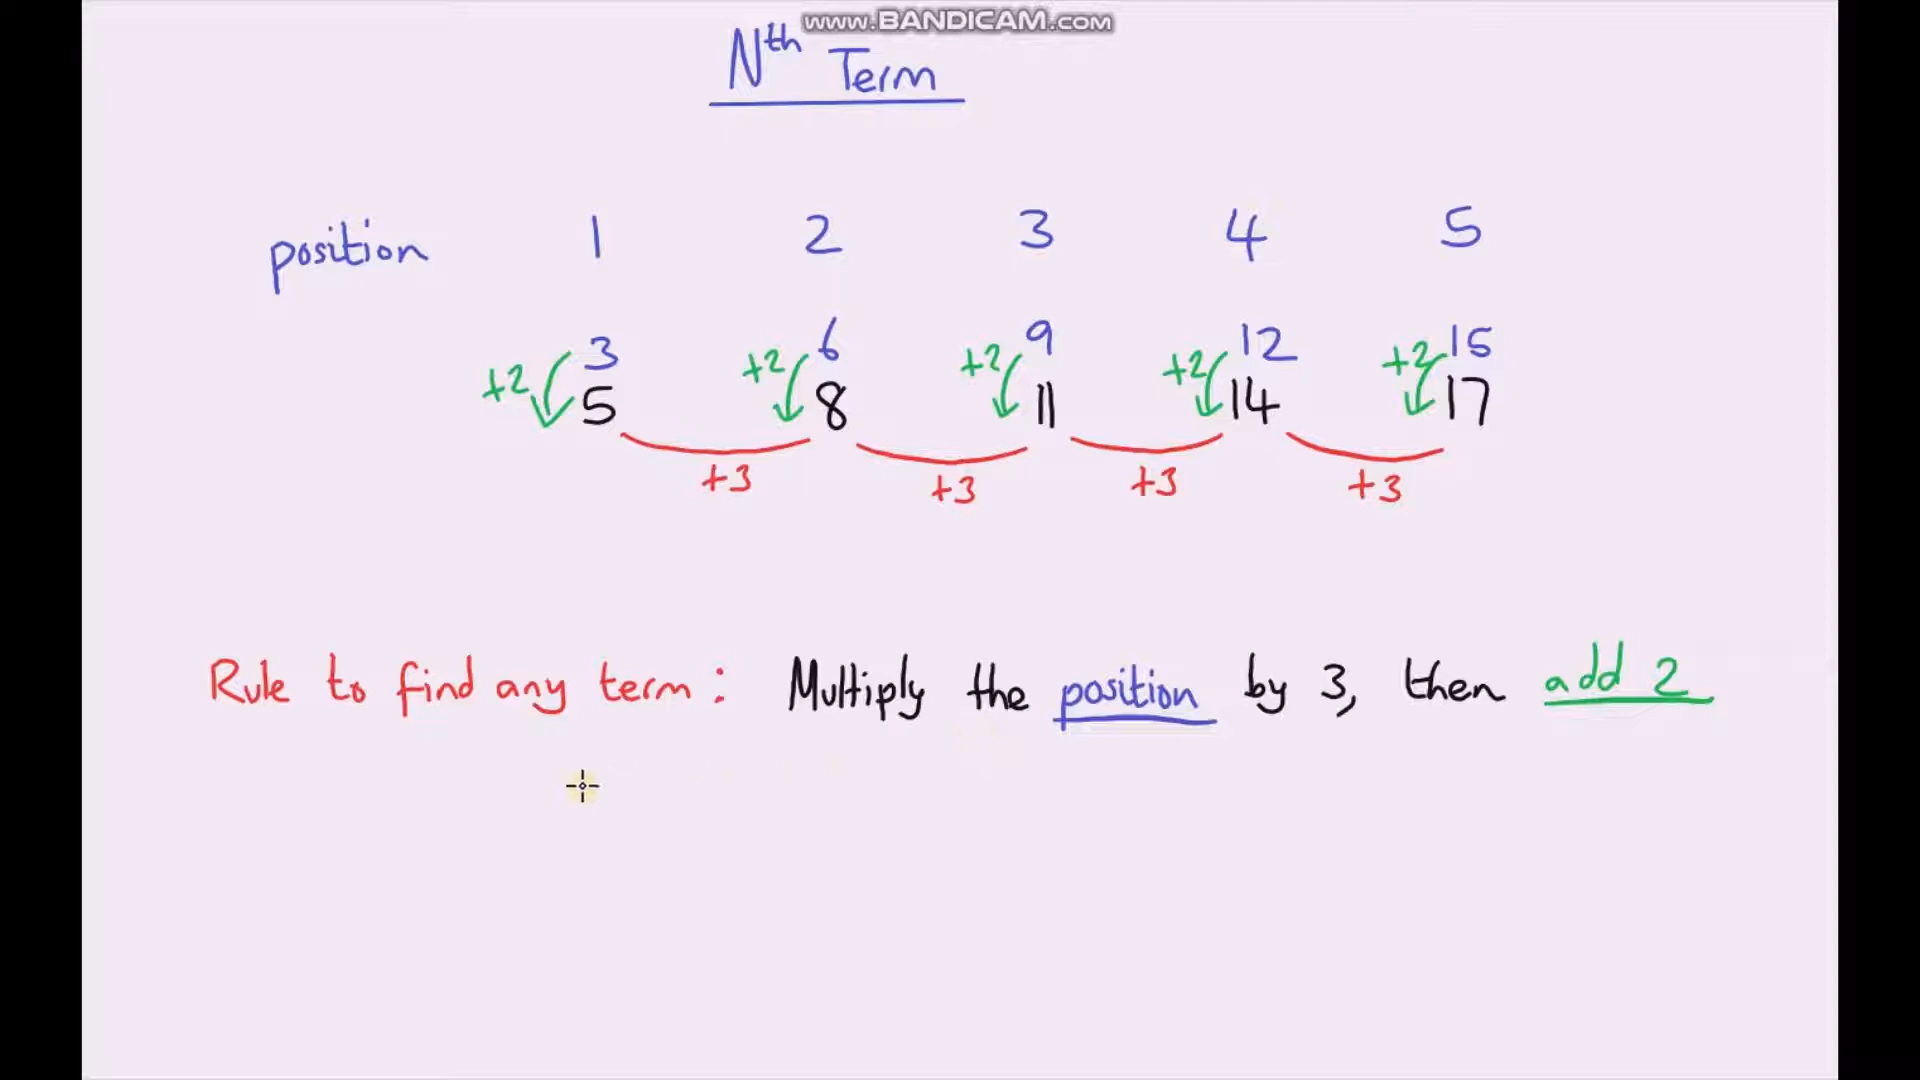 www.BANDICAM.com
Nth Term
position 1 2 3 4 5
+2 3 +2 6 +2 9 +2 12 +2 15
5 8 11 14 17
+3 +3 +3 +3
Rule to find any term: Multiply the position by 3, then add 2